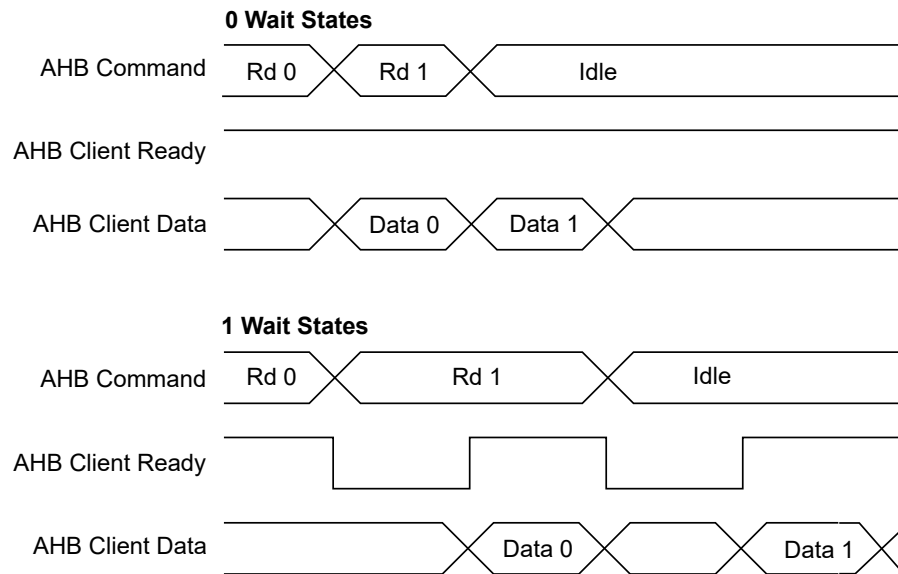 0 Wait States
AHB Command Rd 0 Rd 1 Idle
AHB Client Ready
AHB Client Data Data 0 Data 1
1 Wait States
AHB Command Rd 0 Rd 1 Idle
AHB Client Ready
AHB Client Data Data 0 Data 1